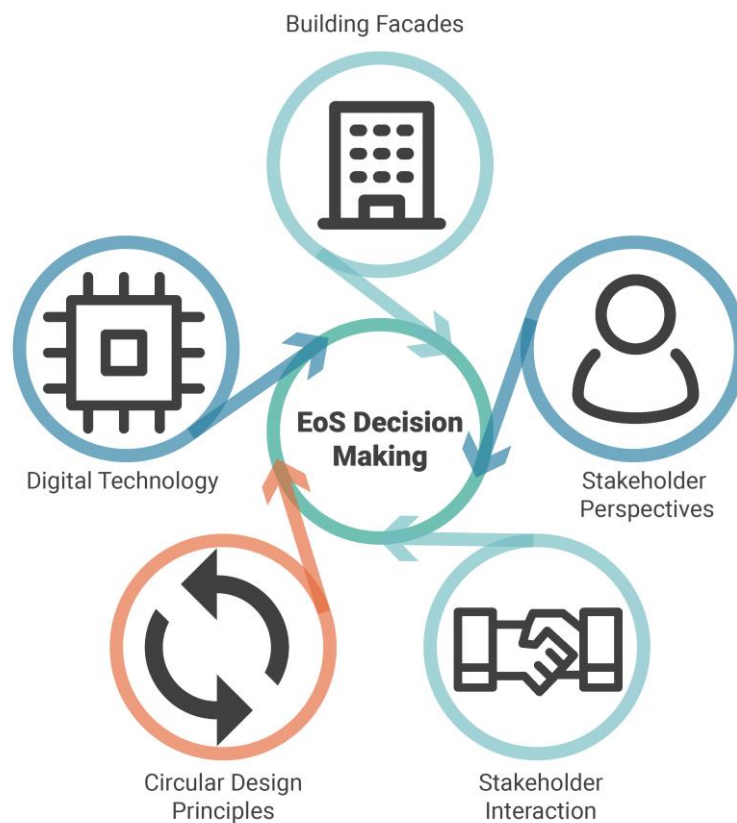 Building Facades
EoS Decision
Making
Digital Technology
Stakeholder
Perspectives
Circular Design
Principles
Stakeholder
Interaction